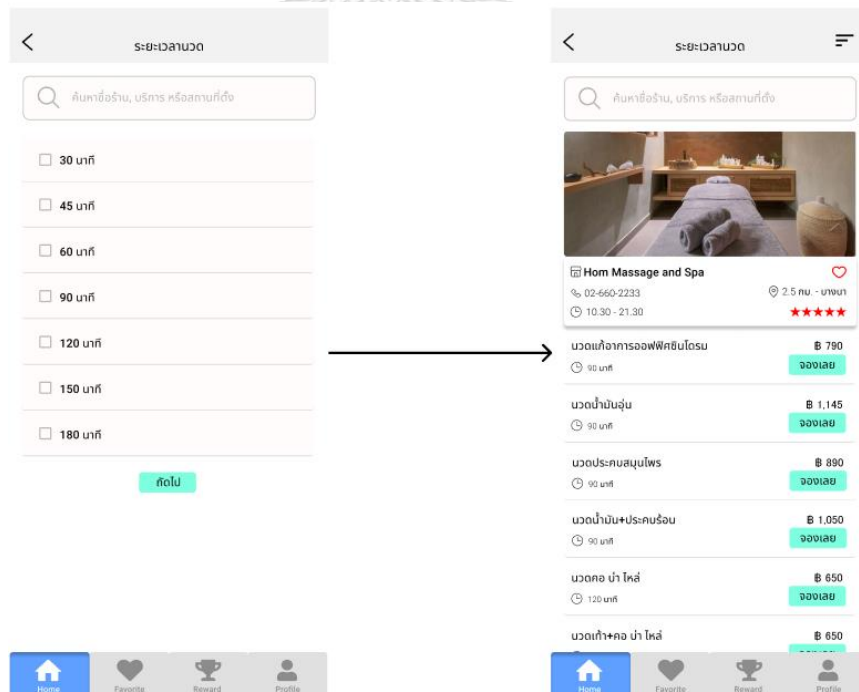 ระยะเวลานวด
ค้นหาชื่อร้าน, บริการ หรือสถานที่ตั้ง
30 นาที
45 นาที
60 นาที
90 นาที
120 นาที
150 นาที
180 นาที
ถัดไป
Home Favorite Reward Profile
ระยะเวลานวด
ค้นหาชื่อร้าน, บริการ หรือสถานที่ตั้ง
Hom Massage and Spa
02-660-2233 2.5 กม. - บางนา
10.30 - 21.30
นวดแก้อาการออฟฟิศซินโดรม ฿ 790
90 นาที จองเลย
นวดน้ำมันอุ่น ฿ 1,145
90 นาที จองเลย
นวดประคบสมุนไพร ฿ 890
90 นาที จองเลย
นวดน้ำมัน+ประคบร้อน ฿ 1,050
90 นาที จองเลย
นวดคอ บ่า ไหล่ ฿ 650
120 นาที จองเลย
นวดเท้า+คอ บ่า ไหล่ ฿ 650
Home Favorite Reward Profile